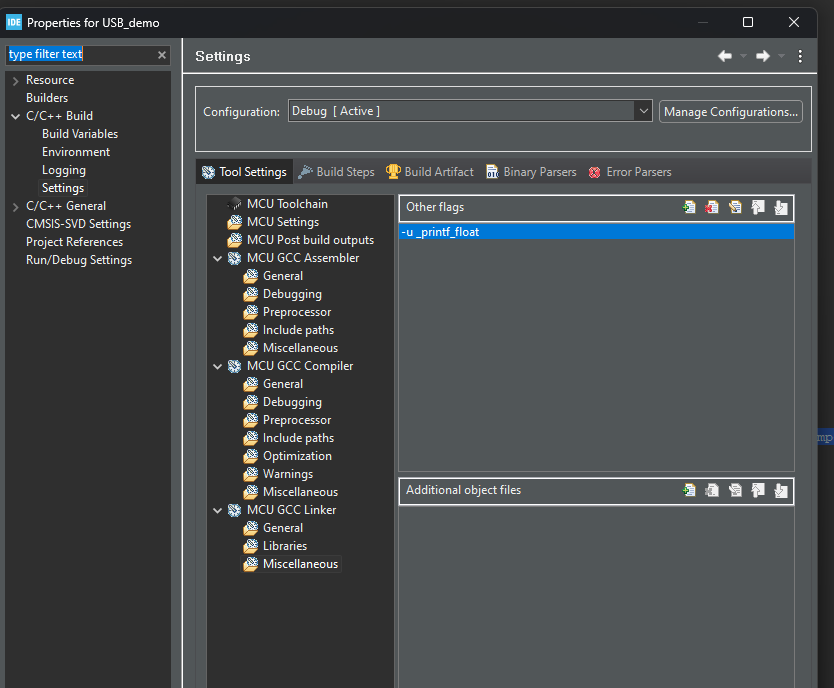 IDE Properties for USB_demo
type filter text
Resource
Builders
C/C++ Build
Build Variables
Environment
Logging
Settings
C/C++ General
CMSIS-SVD Settings
Project References
Run/Debug Settings
Settings
Configuration: Debug [ Active ] Manage Configurations...
Tool Settings Build Steps Build Artifact Binary Parsers Error Parsers
MCU Toolchain
MCU Settings
MCU Post build outputs
MCU GCC Assembler
General
Debugging
Preprocessor
Include paths
Miscellaneous
MCU GCC Compiler
General
Debugging
Preprocessor
Include paths
Optimization
Warnings
Miscellaneous
MCU GCC Linker
General
Libraries
Miscellaneous
Other flags
-u _printf_float
Additional object files
mp